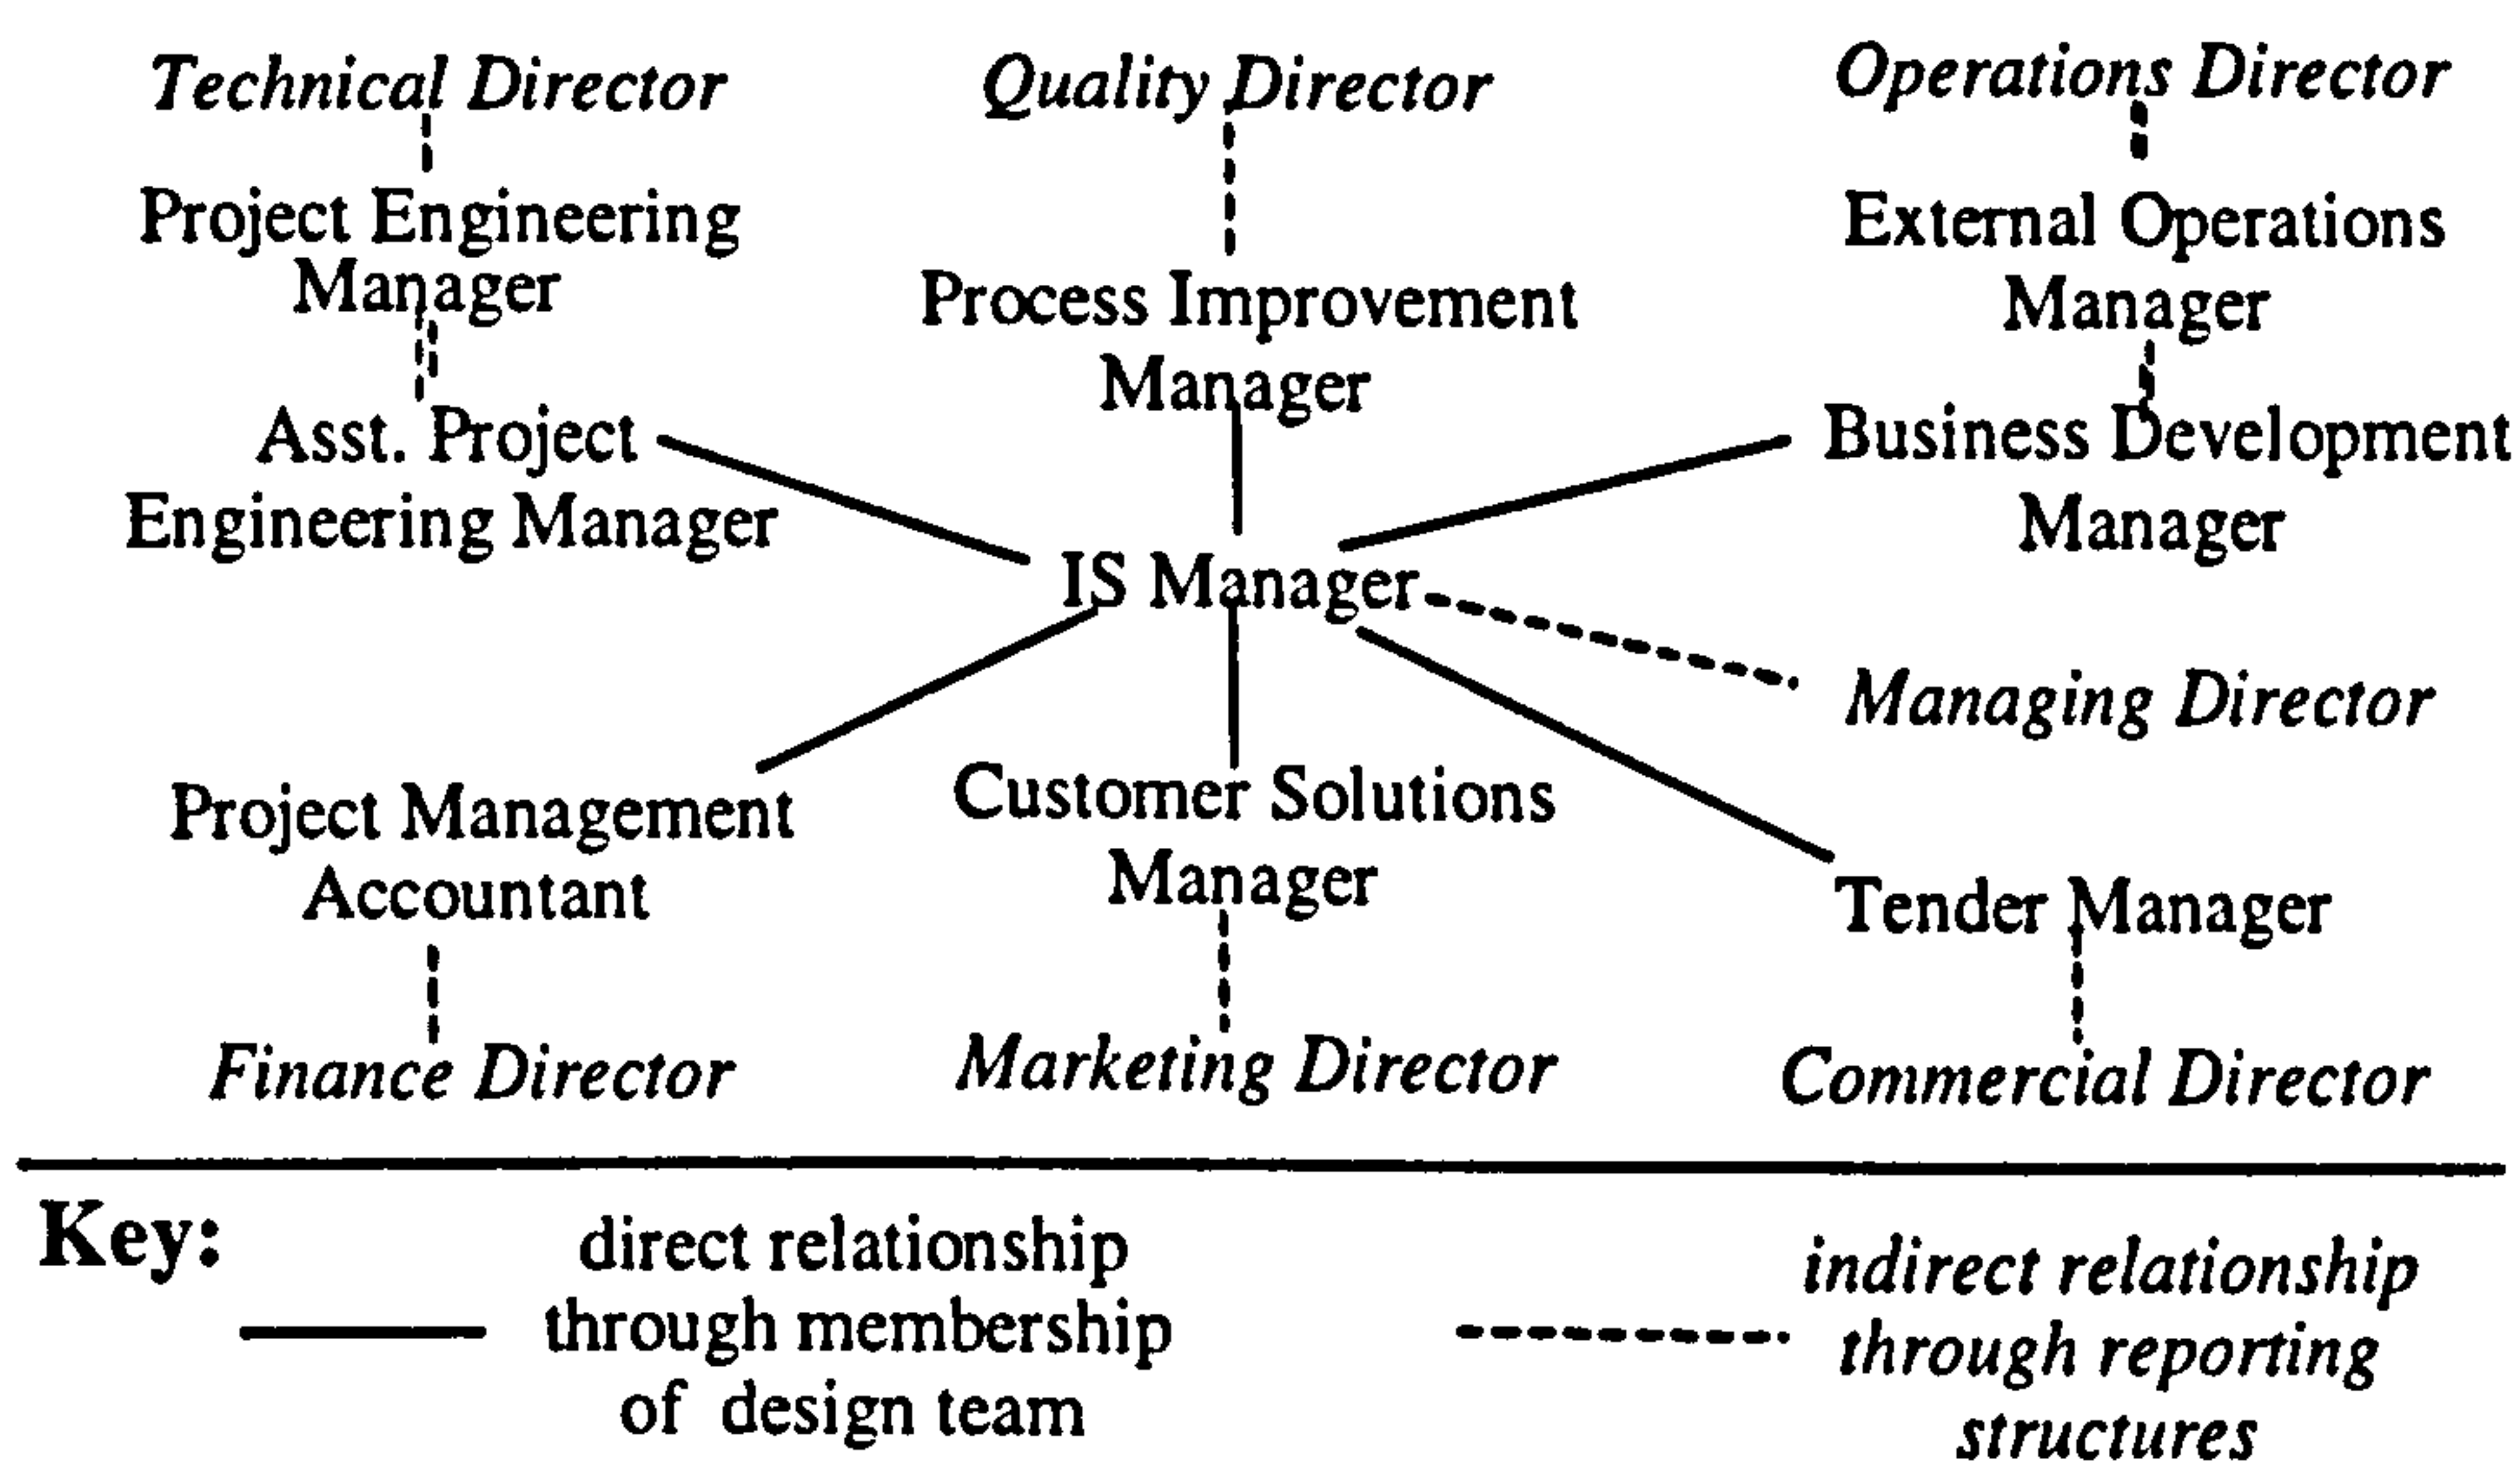 Technical Director
Quality Director
Operations Director
Project Engineering
Manager
Process Improvement
Manager
External Operations
Manager
Asst. Project
Engineering Manager
Business Development
Manager
IS Manager
Managing Director
Project Management
Accountant
Customer Solutions
Manager
Tender Manager
Finance Director
Marketing Director
Commercial Director
Key:
direct relationship
through membership
of design team
indirect relationship
through reporting
structures